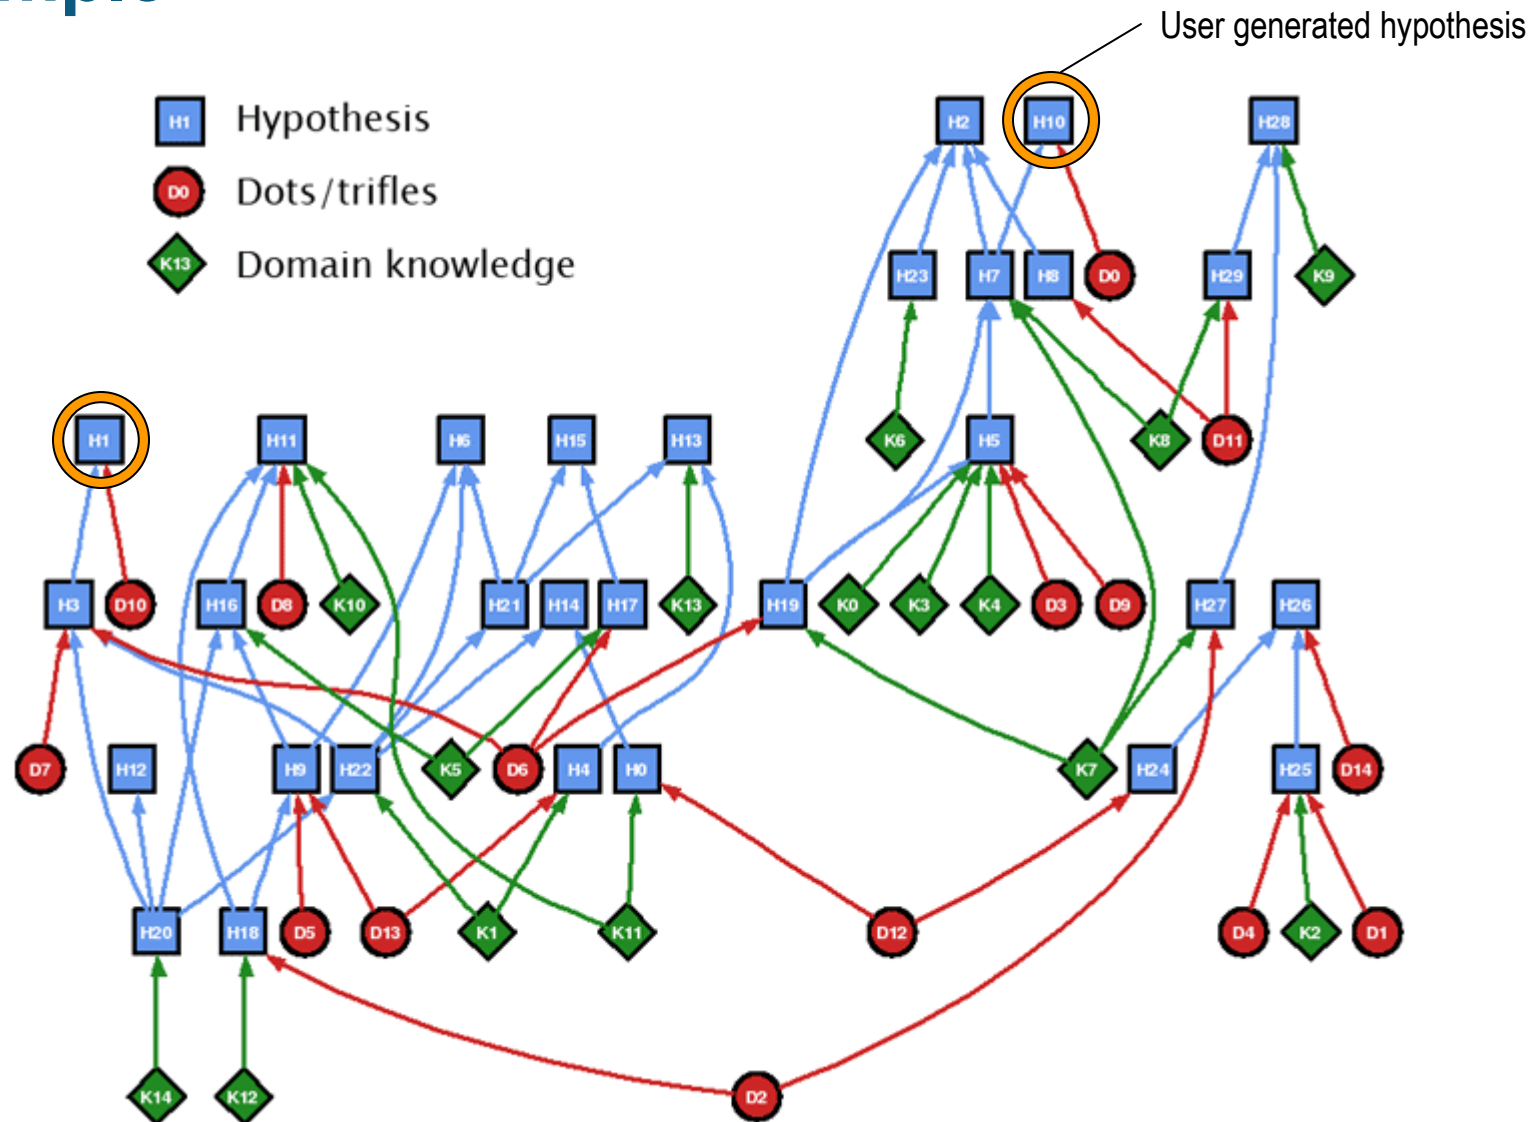 User generated hypothesis
H1 Hypothesis
D0 Dots/trifles
K13 Domain knowledge
H2 H10 H28
H23 H7 H8 D0 H29 K9
H1 H11 H6 H15 H13 K6 H5 K8 D11
H3 D10 H16 D8 K10 H21 H14 H17 K13 H19 K0 K3 K4 D3 D9 H27 H26
D7 H12 H9 H22 K5 D6 H4 H0 K7 H24 H25 D14
H20 H18 D5 D13 K1 K11 D12 D4 K2 D1
K14 K12 D2